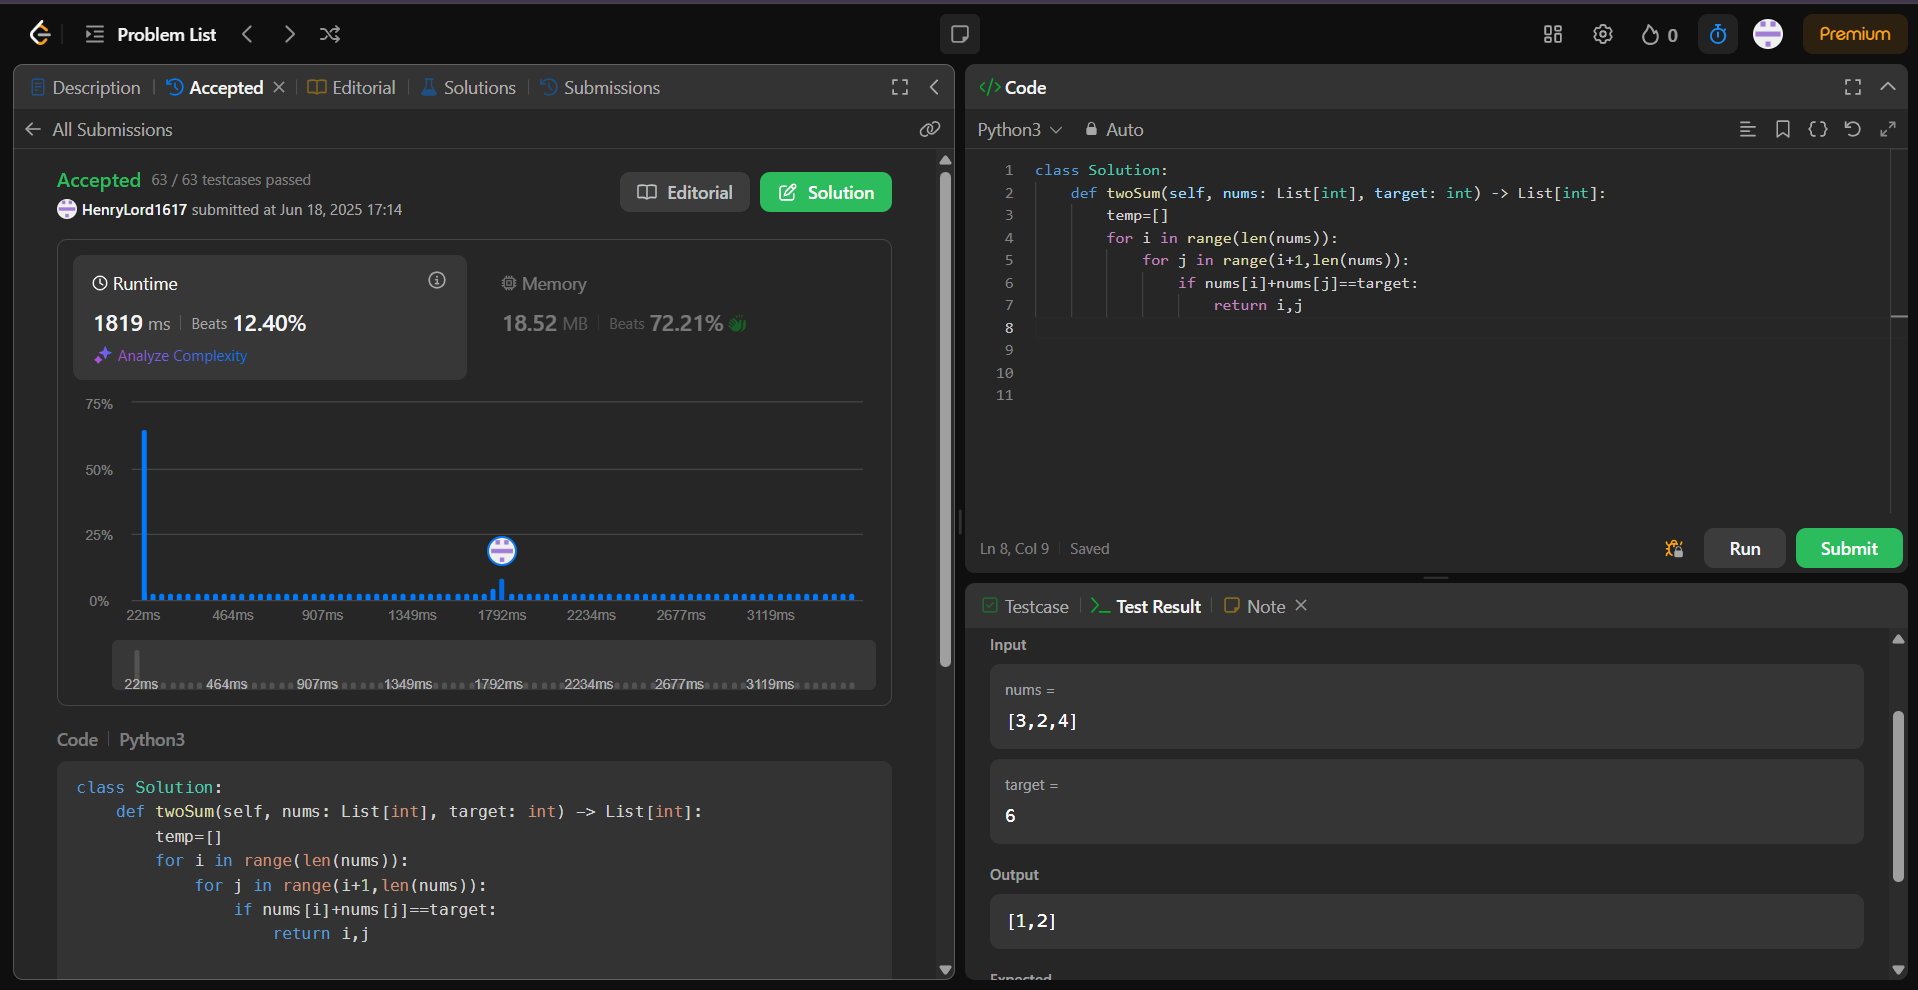 Problem List
0
Premium
Description
Accepted
Editorial
Solutions
Submissions
All Submissions
Accepted 63 / 63 testcases passed
HenryLord1617 submitted at Jun 18, 2025 17:14
Editorial
Solution
Runtime
1819 ms Beats 12.40%
Analyze Complexity
Memory
18.52 MB Beats 72.21%
75%
50%
25%
0%
22ms 464ms 907ms 1349ms 1792ms 2234ms 2677ms 3119ms
22ms 464ms 907ms 1349ms 1792ms 2234ms 2677ms 3119ms
Code Python3
class Solution:
    def twoSum(self, nums: List[int], target: int) -> List[int]:
        temp=[]
        for i in range(len(nums)):
            for j in range(i+1,len(nums)):
                if nums[i]+nums[j]==target:
                    return i,j
</> Code
Python3 Auto
1 class Solution:
2     def twoSum(self, nums: List[int], target: int) -> List[int]:
3         temp=[]
4         for i in range(len(nums)):
5             for j in range(i+1,len(nums)):
6                 if nums[i]+nums[j]==target:
7                     return i,j
8
9
10
11
Ln 8, Col 9 Saved
Run
Submit
Testcase
Test Result
Note
Input
nums =
[3,2,4]
target =
6
Output
[1,2]
Expected